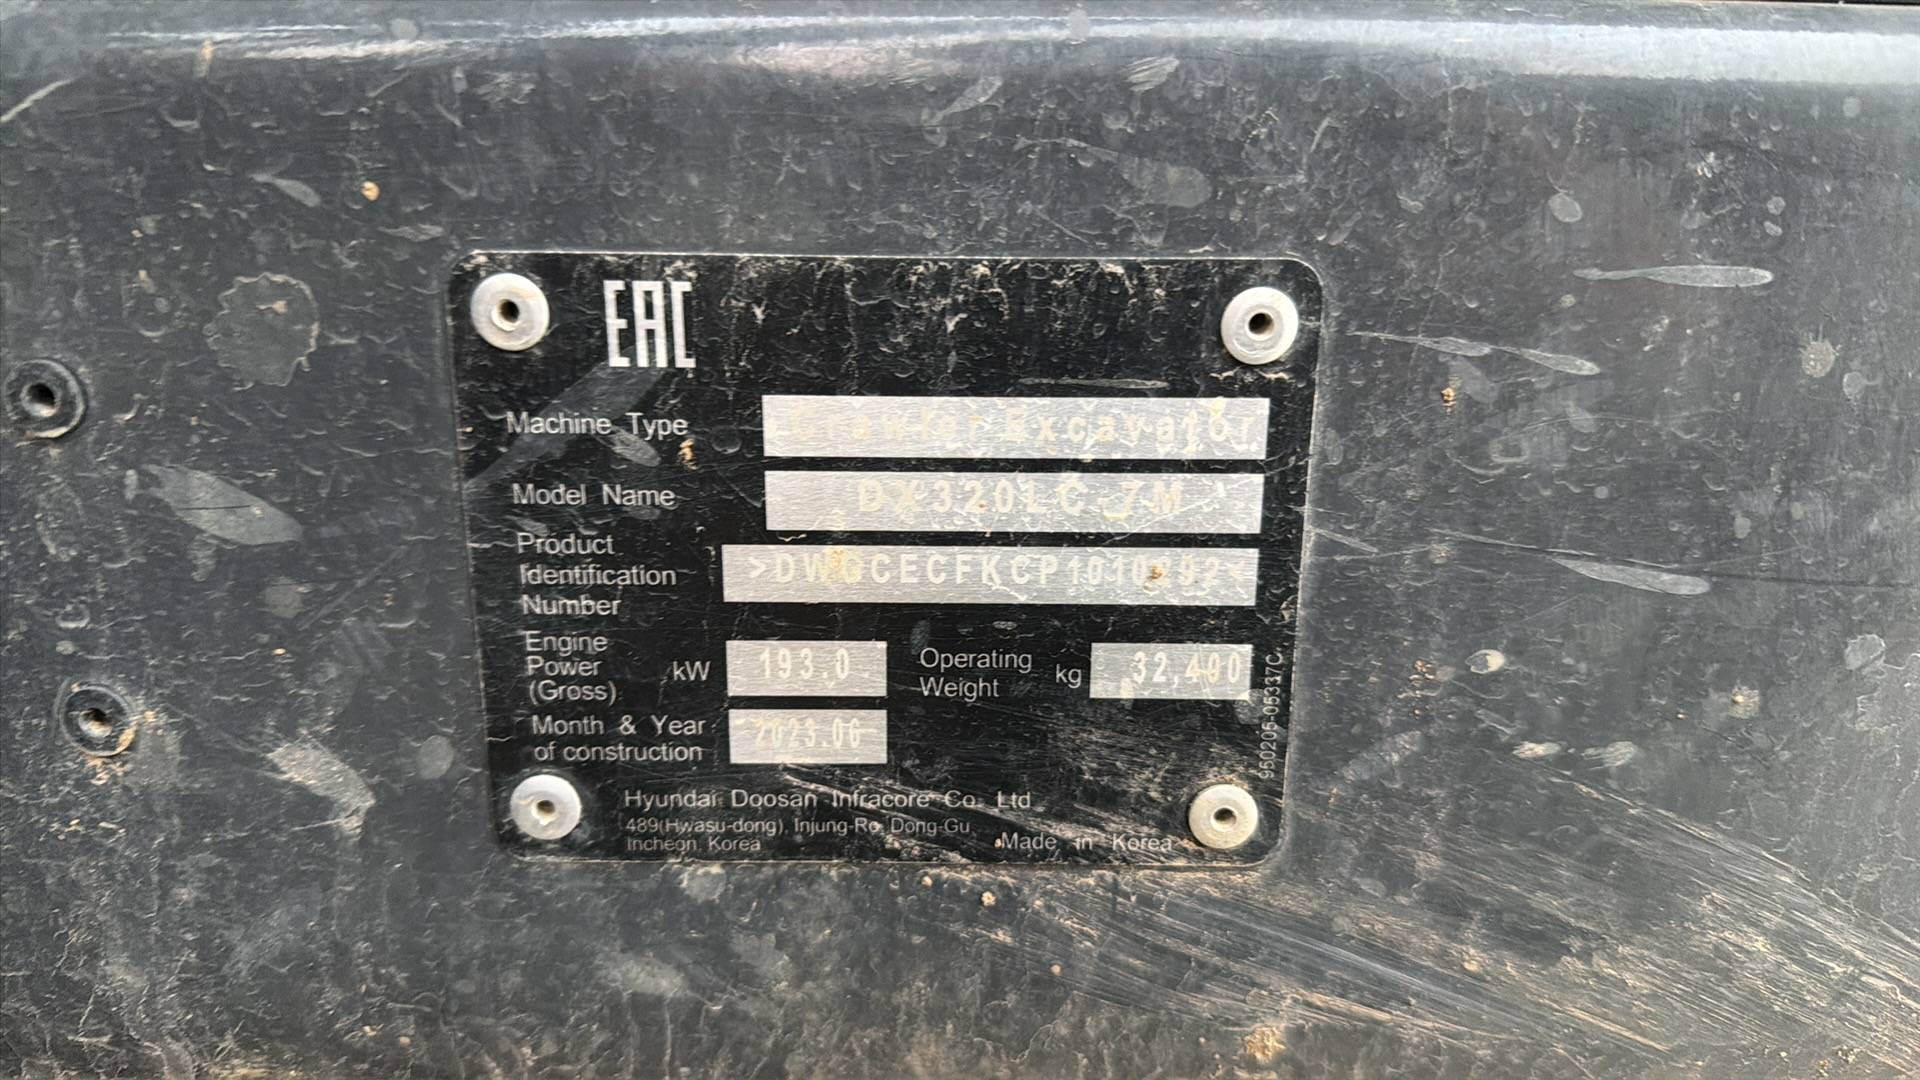 EAC
Machine Type Crawler Excavator
Model Name DX320LC-7M
Product
Identification
Number
Engine
Power
(Gross) kW 193.0
Operating
Weight kg 32,400
Month & Year
of construction 2023.06
950205-05337C
Hyundai Doosan Infracore Co. Ltd
489(Hwasu-dong), Injung-Ro, Dong-Gu
Incheon, Korea
Made in Korea